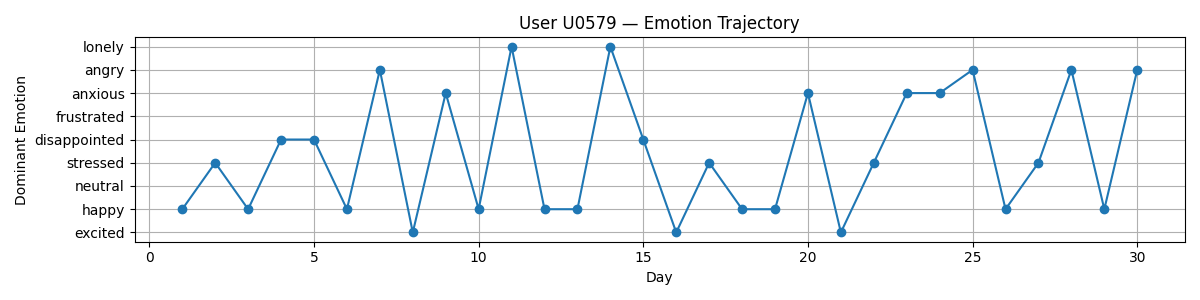 User U0579 — Emotion Trajectory
Dominant Emotion
lonely
angry
anxious
frustrated
disappointed
stressed
neutral
happy
excited
0 5 10 15 20 25 30
Day